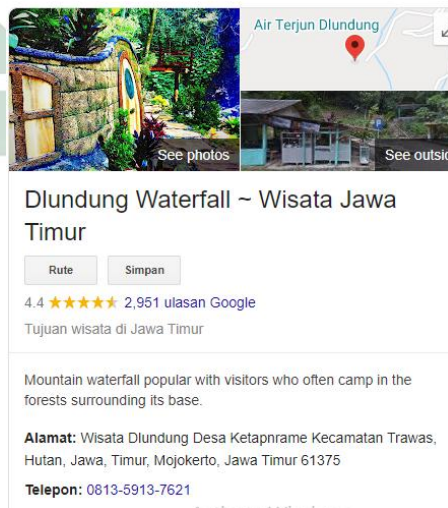 Air Terjun Dlundung
See photos
See outsid
Dlundung Waterfall ~ Wisata Jawa
Timur
Rute
Simpan
4.4
2,951 ulasan Google
Tujuan wisata di Jawa Timur
Mountain waterfall popular with visitors who often camp in the
forests surrounding its base.
Alamat: Wisata Dlundung Desa Ketapnrame Kecamatan Trawas,
Hutan, Jawa, Timur, Mojokerto, Jawa Timur 61375
Telepon: 0813-5913-7621